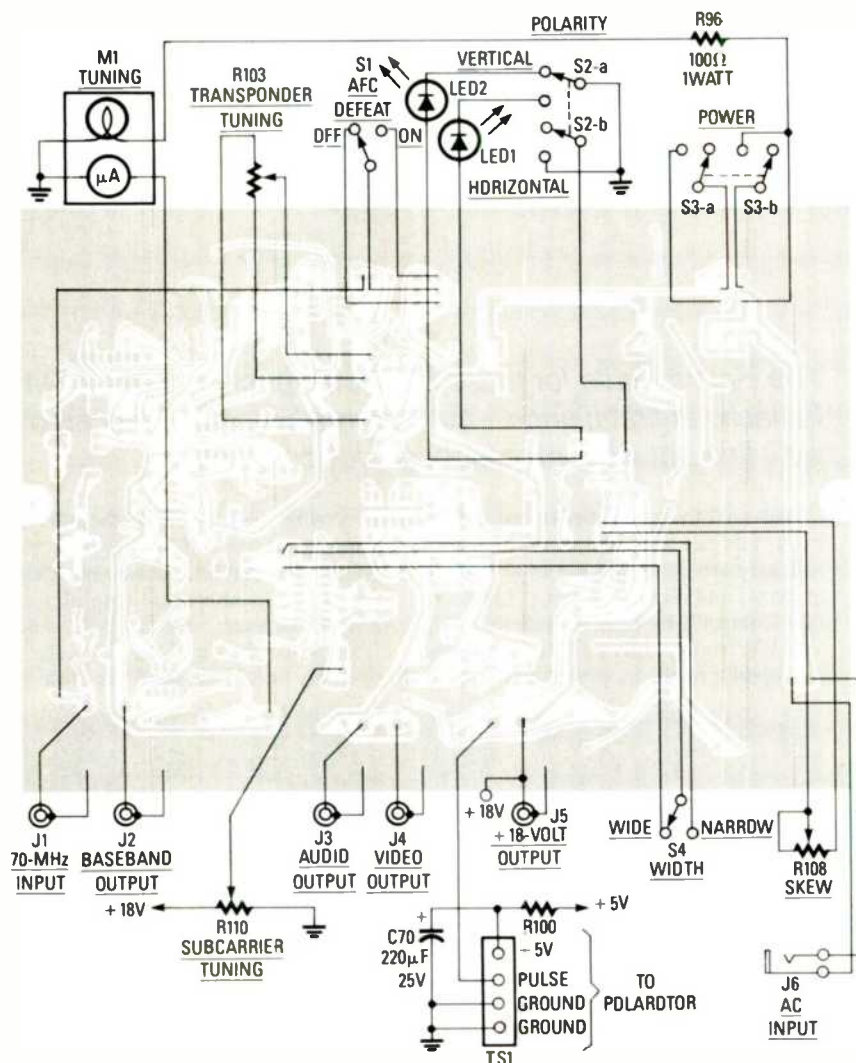 POLARITY
R96
100Ω
1WATT
M1
TUNING
R103
TRANSPONDER
TUNING
S1
AFC
DEFEAT
OFF
ON
VERTICAL
LED2
LED1
S2-a
S2-b
HORIZONTAL
POWER
S3-a
S3-b
μA
J1
70-MHz
INPUT
J2
BASEBAND
OUTPUT
J3
AUDIO
OUTPUT
J4
VIDEO
OUTPUT
+18V
J5
+18-VOLT
OUTPUT
WIDE
NARROW
S4
WIDTH
R108
SKEW
+18V
R110
SUBCARRIER
TUNING
+
C70
220μF
25V
R100
+5V
-5V
PULSE
GROUND
GROUND
TS1
TO
POLAROTOR
J6
AC
INPUT